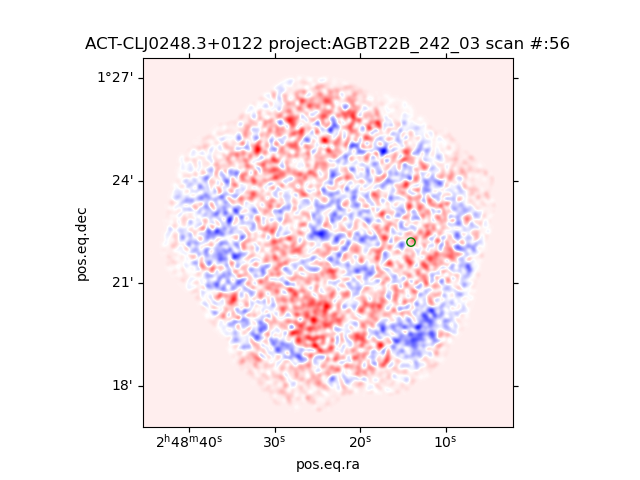 ACT-CLJ0248.3+0122 project:AGBT22B_242_03 scan #:56
1°27'
24'
21'
18'
pos.eq.dec
2ʰ48ᵐ40ˢ 30ˢ 20ˢ 10ˢ
pos.eq.ra